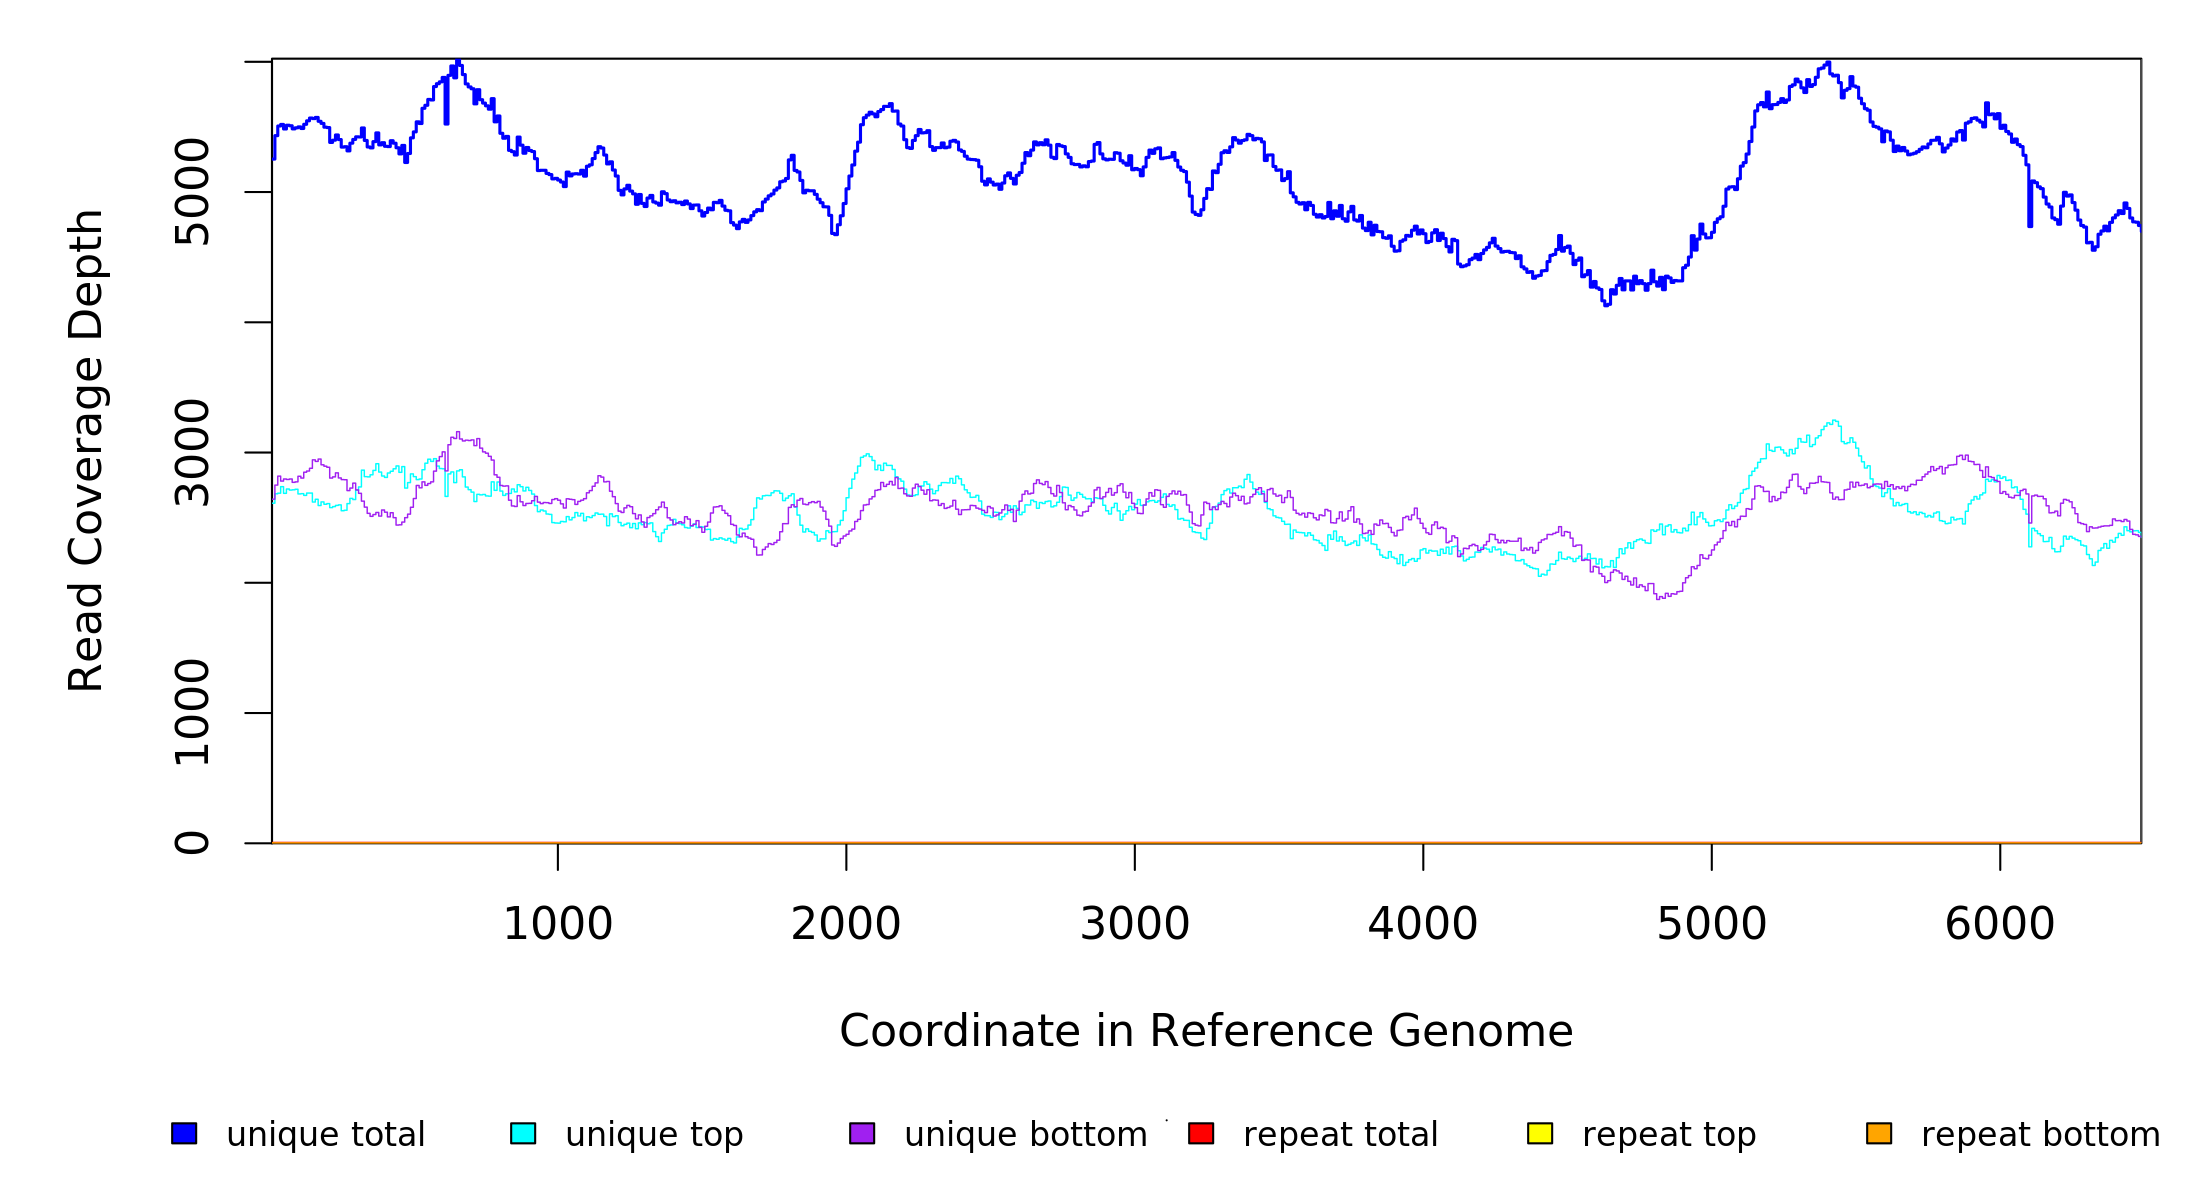 Read Coverage Depth
5000
3000
1000
0
1000 2000 3000 4000 5000 6000
Coordinate in Reference Genome
unique total unique top unique bottom repeat total repeat top repeat bottom